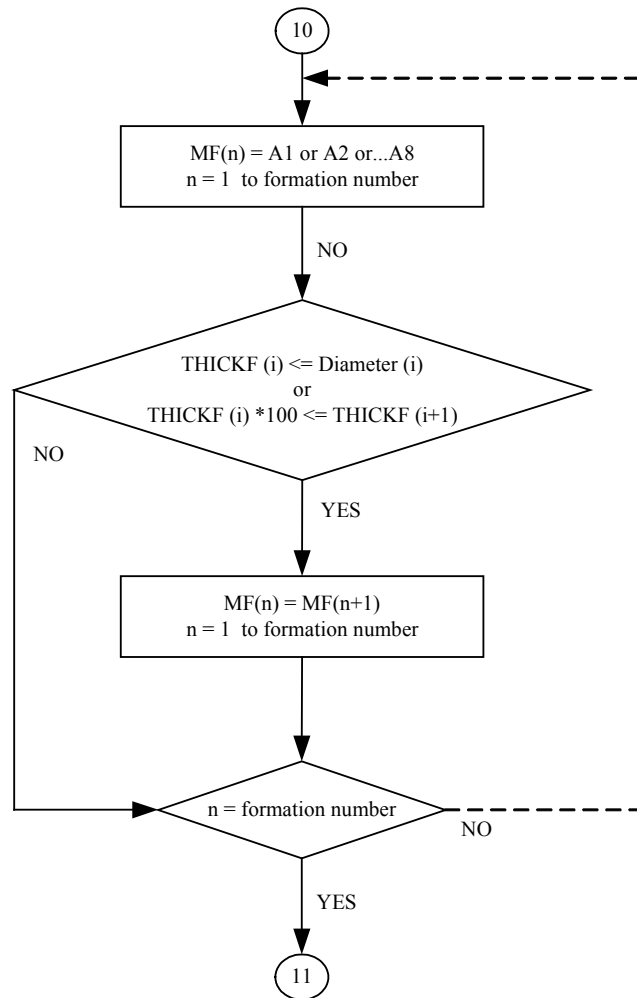 10
MF(n) = A1 or A2 or...A8
n = 1  to formation number
NO
THICKF (i) <= Diameter (i)
or
THICKF (i) *100 <= THICKF (i+1)
NO
YES
MF(n) = MF(n+1)
n = 1  to formation number
n = formation number
NO
YES
11